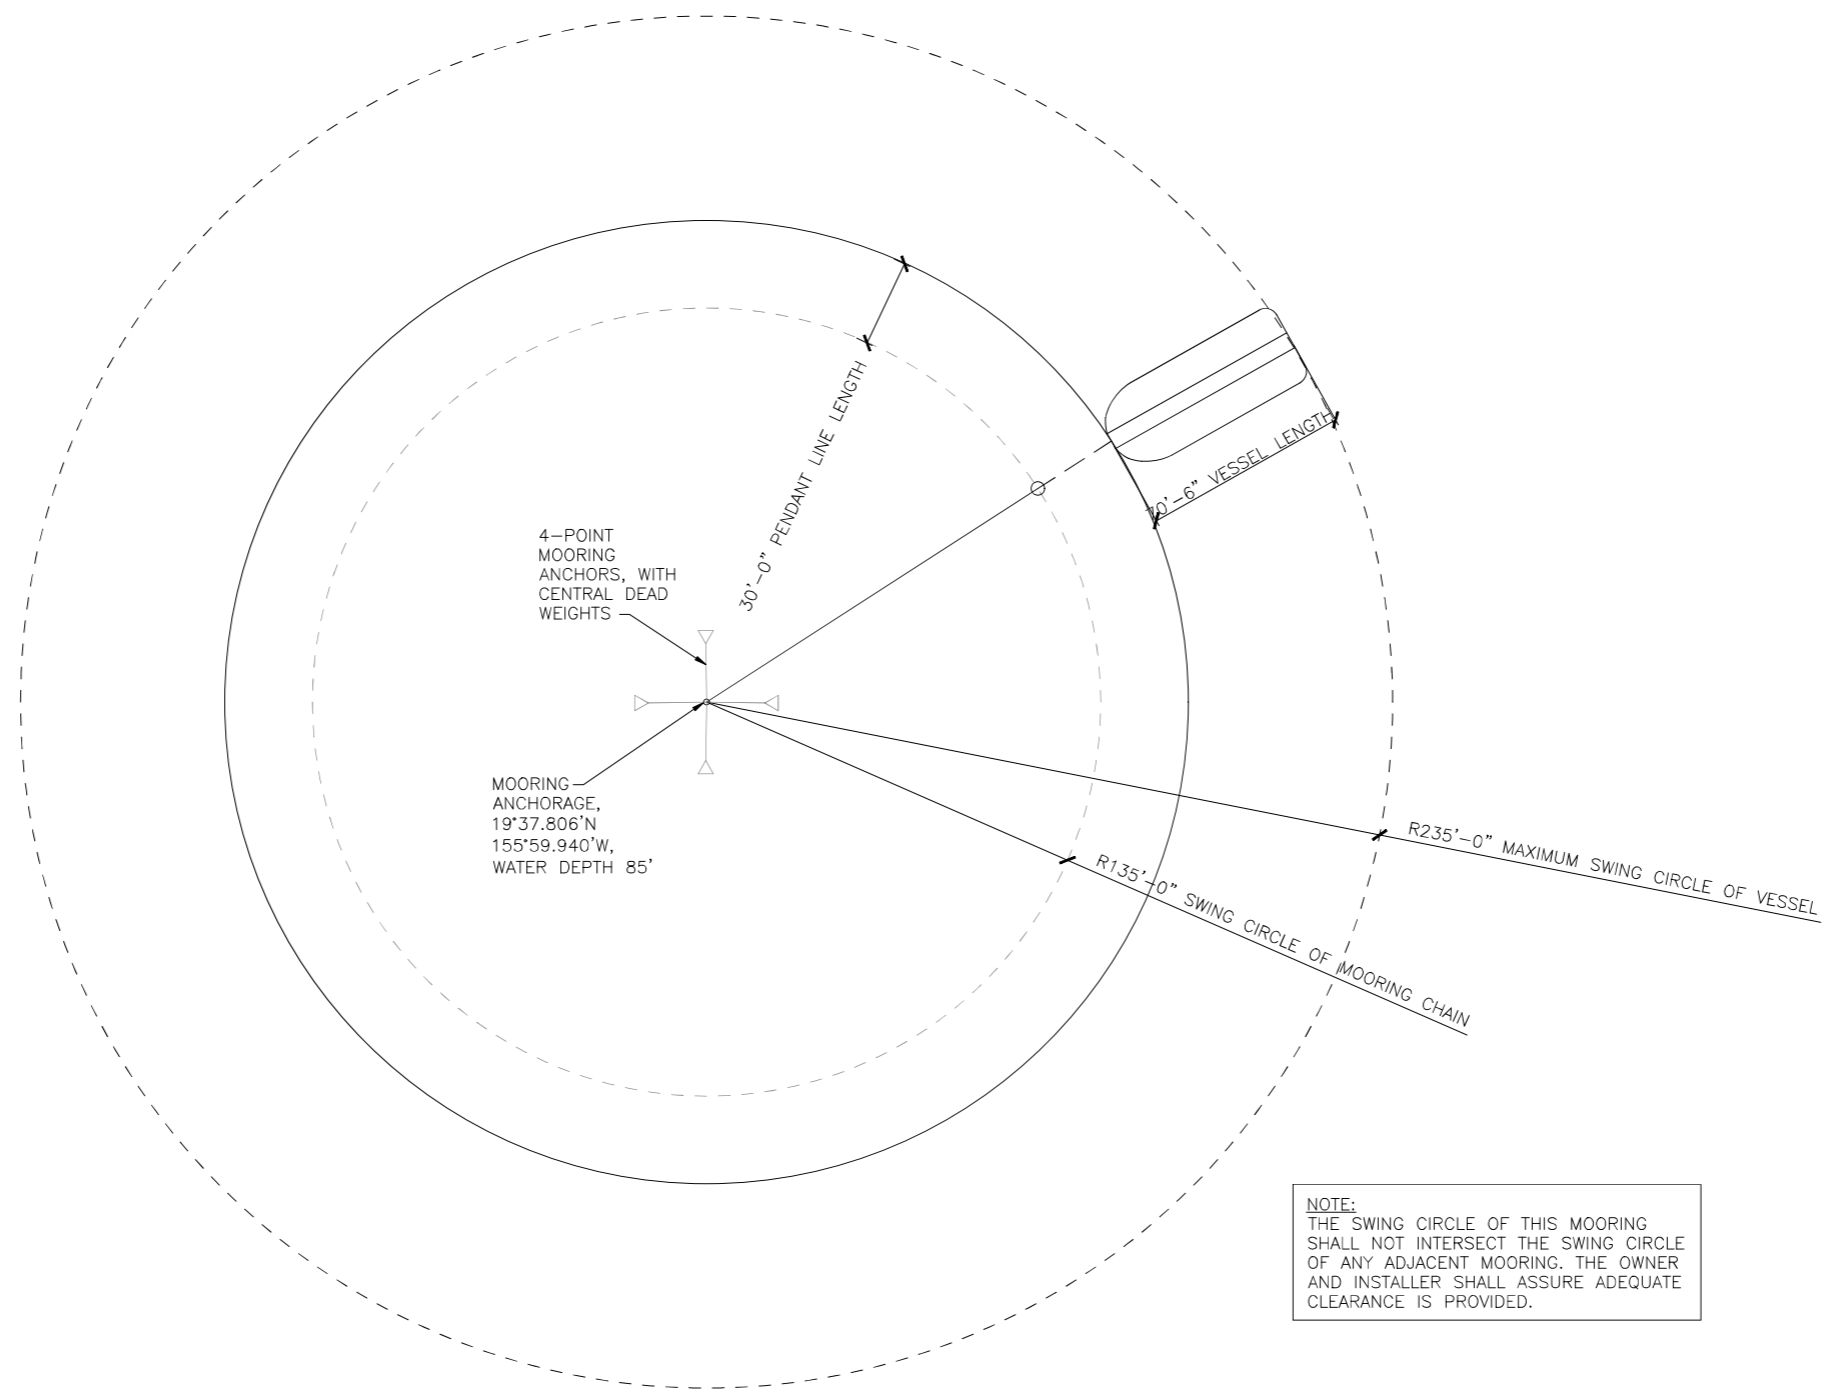 30'-0" PENDANT LINE LENGTH
70'-6" VESSEL LENGTH
4-POINT
MOORING
ANCHORS, WITH
CENTRAL DEAD
WEIGHTS
MOORING
ANCHORAGE,
19°37.806'N
155°59.940'W,
WATER DEPTH 85'
R235'-0" MAXIMUM SWING CIRCLE OF VESSEL
R135'-0" SWING CIRCLE OF MOORING CHAIN
NOTE:
THE SWING CIRCLE OF THIS MOORING
SHALL NOT INTERSECT THE SWING CIRCLE
OF ANY ADJACENT MOORING. THE OWNER
AND INSTALLER SHALL ASSURE ADEQUATE
CLEARANCE IS PROVIDED.